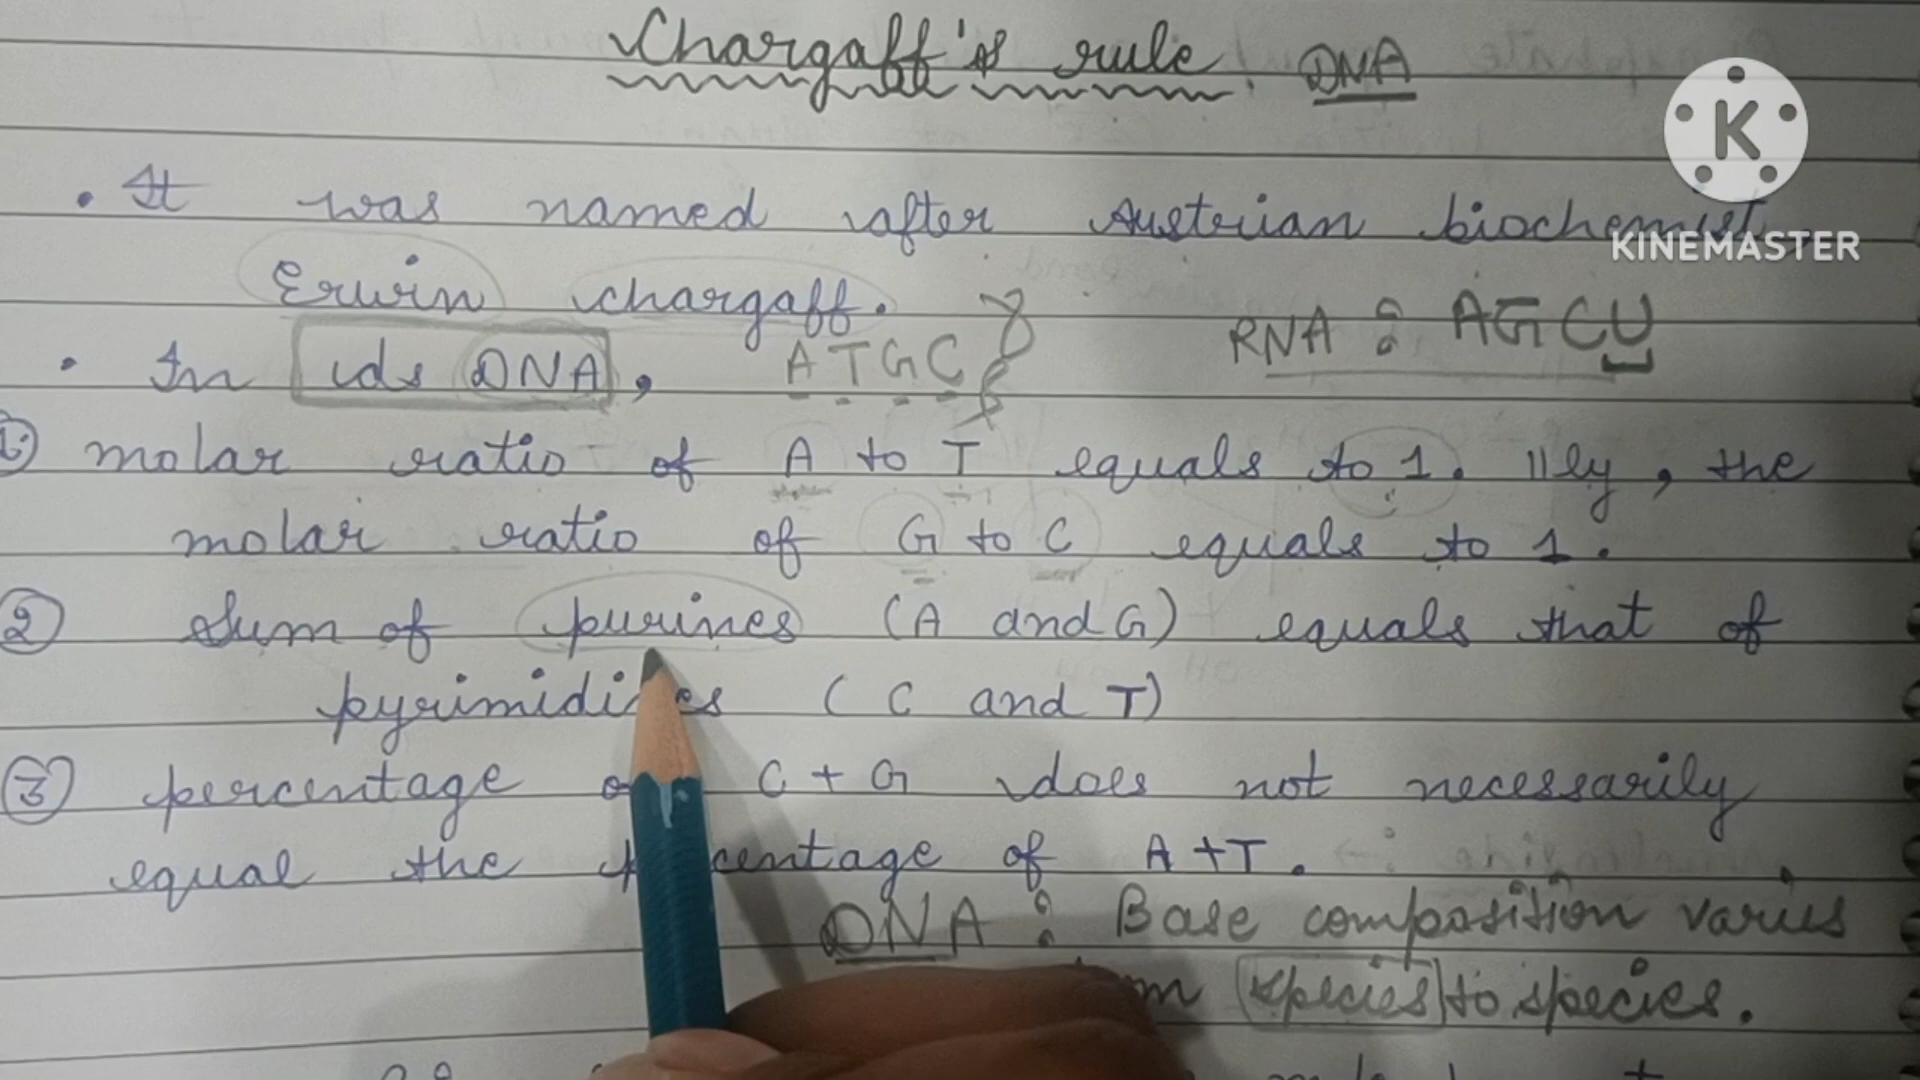 Chargaff's rule. DNA
K
KINEMASTER
. It was named after Austrian biochemist
Erwin chargaff.
RNA : AGCU
. In ds DNA, ATGC
1) molar ratio of A to T equals to 1. ||ly, the
molar ratio of G to C equals to 1.
2 Sum of purines (A and G) equals that of
pyrimidines (C and T)
3 percentage C + G does not necessarily
equal the percentage of A+T.
DNA : Base composition varies
species to species.